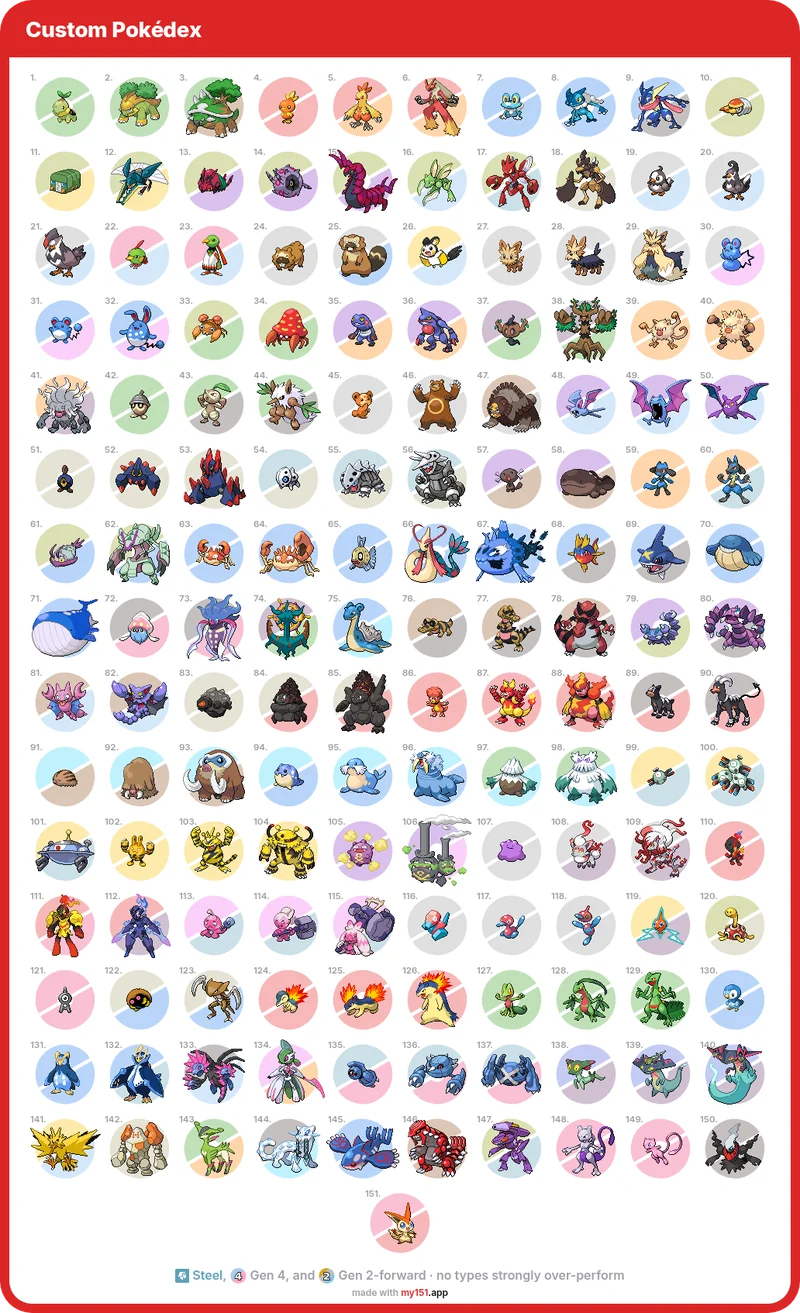 Custom Pokédex
1. 2. 3. 4. 5. 6. 7. 8. 9. 10.
11. 12. 13. 14. 15. 16. 17. 18. 19. 20.
21. 22. 23. 24. 25. 26. 27. 28. 29. 30.
31. 32. 33. 34. 35. 36. 37. 38. 39. 40.
41. 42. 43. 44. 45. 46. 47. 48. 49. 50.
51. 52. 53. 54. 55. 56. 57. 58. 59. 60.
61. 62. 63. 64. 65. 66. 67. 68. 69. 70.
71. 72. 73. 74. 75. 76. 77. 78. 79. 80.
81. 82. 83. 84. 85. 86. 87. 88. 89. 90.
91. 92. 93. 94. 95. 96. 97. 98. 99. 100.
101. 102. 103. 104. 105. 106. 107. 108. 109. 110.
111. 112. 113. 114. 115. 116. 117. 118. 119. 120.
121. 122. 123. 124. 125. 126. 127. 128. 129. 130.
131. 132. 133. 134. 135. 136. 137. 138. 139. 140.
141. 142. 143. 144. 145. 146. 147. 148. 149. 150.
151.
Steel, 4 Gen 4, and 2 Gen 2-forward · no types strongly over-perform
made with my151.app